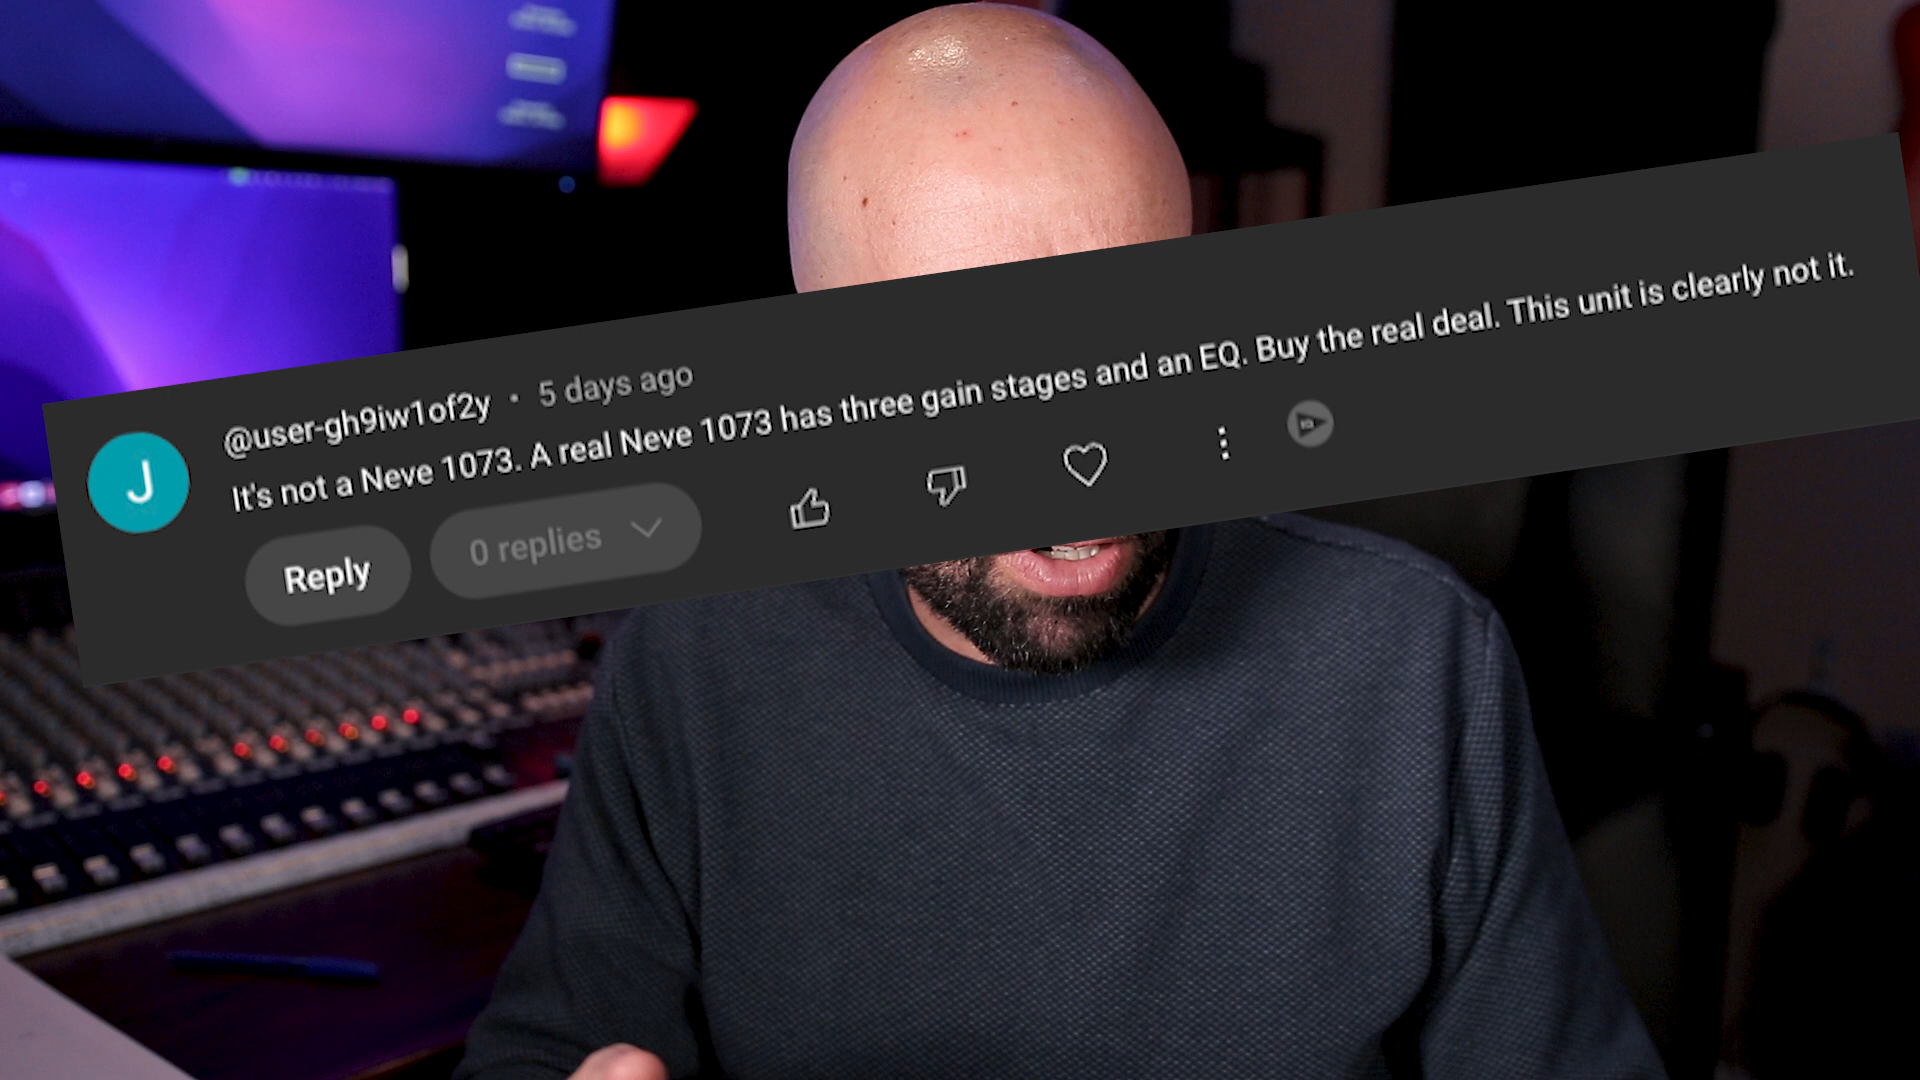 @user-gh9iw1of2y • 5 days ago
It's not a Neve 1073. A real Neve 1073 has three gain stages and an EQ. Buy the real deal. This unit is clearly not it.
Reply 0 replies
J